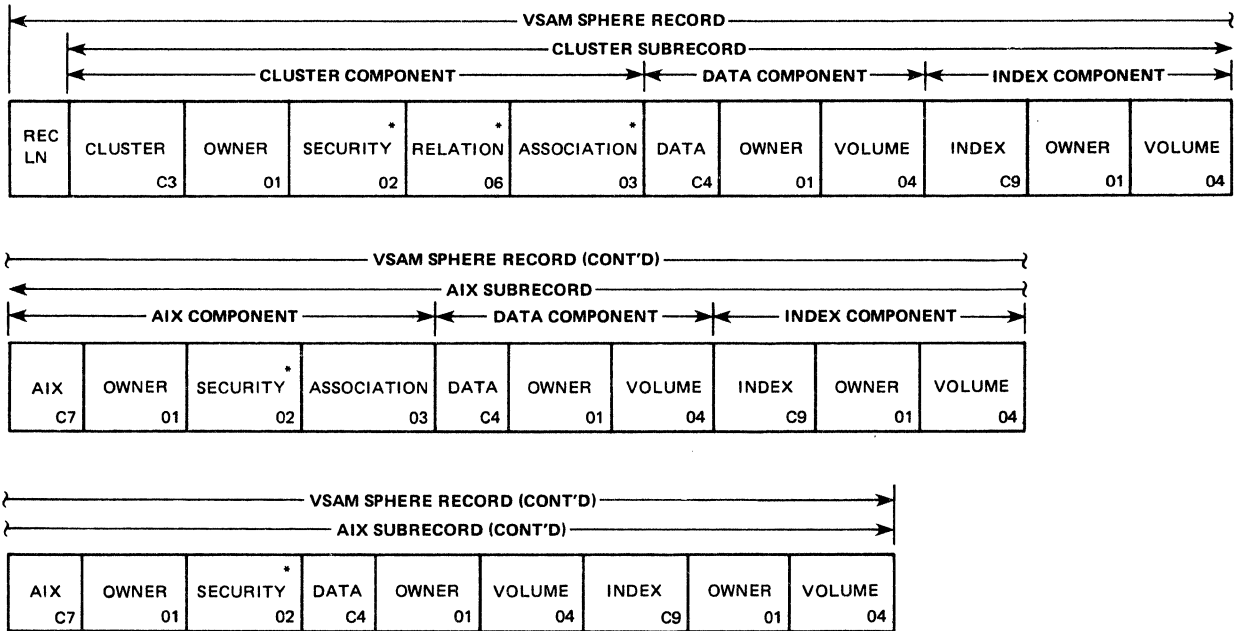 VSAM SPHERE RECORD
CLUSTER SUBRECORD
CLUSTER COMPONENT DATA COMPONENT INDEX COMPONENT
REC LN CLUSTER C3 OWNER 01 SECURITY * 02 RELATION * 06 ASSOCIATION * 03 DATA C4 OWNER 01 VOLUME 04 INDEX C9 OWNER 01 VOLUME 04
VSAM SPHERE RECORD (CONT'D)
AIX SUBRECORD
AIX COMPONENT DATA COMPONENT INDEX COMPONENT
AIX C7 OWNER 01 SECURITY * 02 ASSOCIATION 03 DATA C4 OWNER 01 VOLUME 04 INDEX C9 OWNER 01 VOLUME 04
VSAM SPHERE RECORD (CONT'D)
AIX SUBRECORD (CONT'D)
AIX C7 OWNER 01 SECURITY * 02 DATA C4 OWNER 01 VOLUME 04 INDEX C9 OWNER 01 VOLUME 04